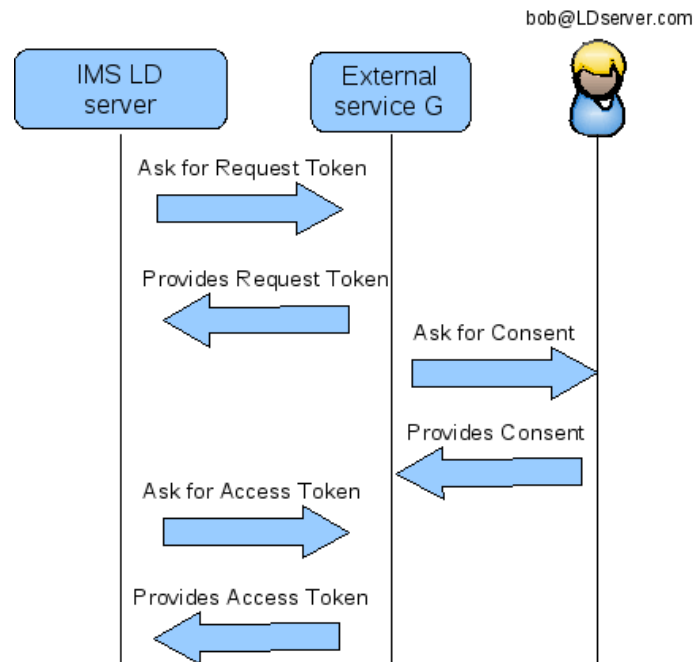 bob@LDserver.com
IMS LD
server
External
service G
Ask for Request Token
Provides Request Token
Ask for Consent
Provides Consent
Ask for Access Token
Provides Access Token